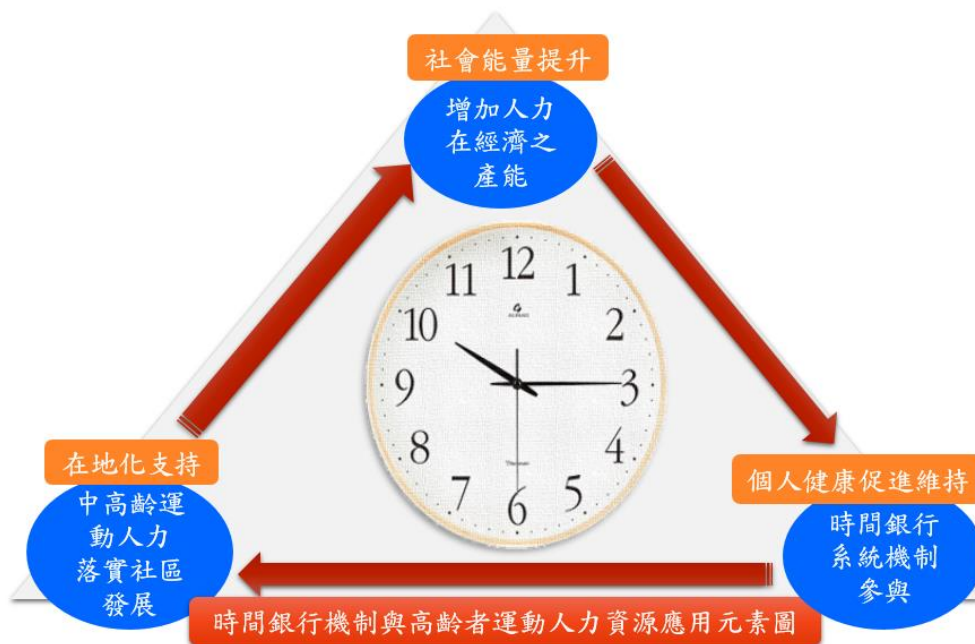 社會能量提升
增加人力
在經濟之
產能
12
11
1
10
2
9
3
8
4
7
5
6
在地化支持
中高齡運
動人力
落實社區
發展
個人健康促進維持
時間銀行
系統機制
參與
時間銀行機制與高齡者運動人力資源應用元素圖